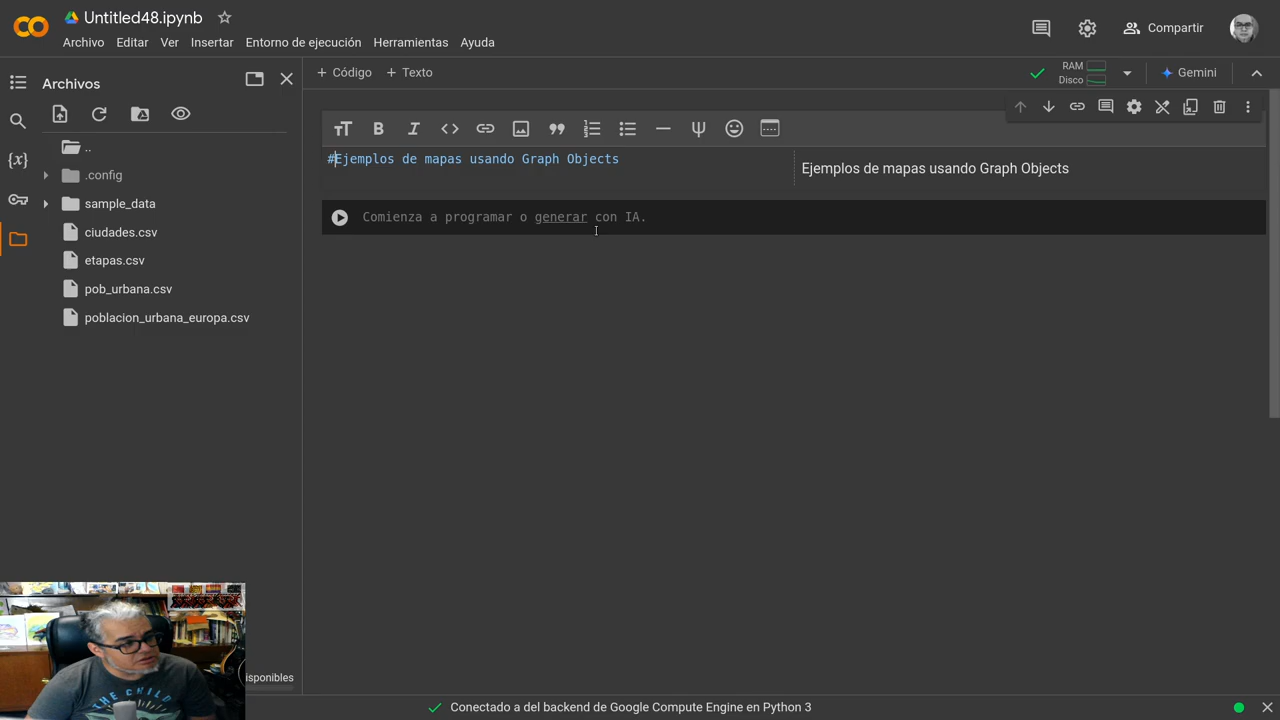 Untitled48.ipynb
Archivo Editar Ver Insertar Entorno de ejecución Herramientas Ayuda
Compartir
Archivos
+ Código + Texto
RAM
Disco
Gemini
..
.config
sample_data
ciudades.csv
etapas.csv
pob_urbana.csv
poblacion_urbana_europa.csv
#Ejemplos de mapas usando Graph Objects
Ejemplos de mapas usando Graph Objects
Comienza a programar o generar con IA.
THE CHILD
isponibles
Conectado a del backend de Google Compute Engine en Python 3